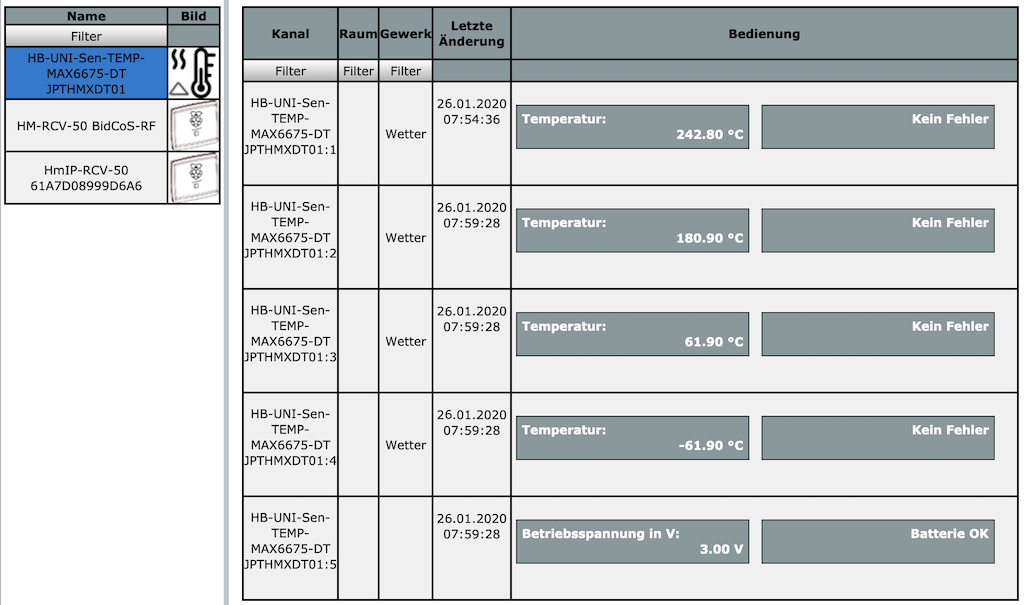 Name
Bild
Filter
HB-UNI-Sen-TEMP-
MAX6675-DT
JPTHMXDT01
HM-RCV-50 BidCoS-RF
HmIP-RCV-50
61A7D08999D6A6
Kanal
Raum
Gewerk
Letzte
Änderung
Bedienung
Filter
Filter
Filter
HB-UNI-Sen-
TEMP-
MAX6675-DT
JPTHMXDT01:1
Wetter
26.01.2020
07:54:36
Temperatur:
242.80 °C
Kein Fehler
HB-UNI-Sen-
TEMP-
MAX6675-DT
JPTHMXDT01:2
Wetter
26.01.2020
07:59:28
Temperatur:
180.90 °C
Kein Fehler
HB-UNI-Sen-
TEMP-
MAX6675-DT
JPTHMXDT01:3
Wetter
26.01.2020
07:59:28
Temperatur:
61.90 °C
Kein Fehler
HB-UNI-Sen-
TEMP-
MAX6675-DT
JPTHMXDT01:4
Wetter
26.01.2020
07:59:28
Temperatur:
-61.90 °C
Kein Fehler
HB-UNI-Sen-
TEMP-
MAX6675-DT
JPTHMXDT01:5
26.01.2020
07:59:28
Betriebsspannung in V:
3.00 V
Batterie OK